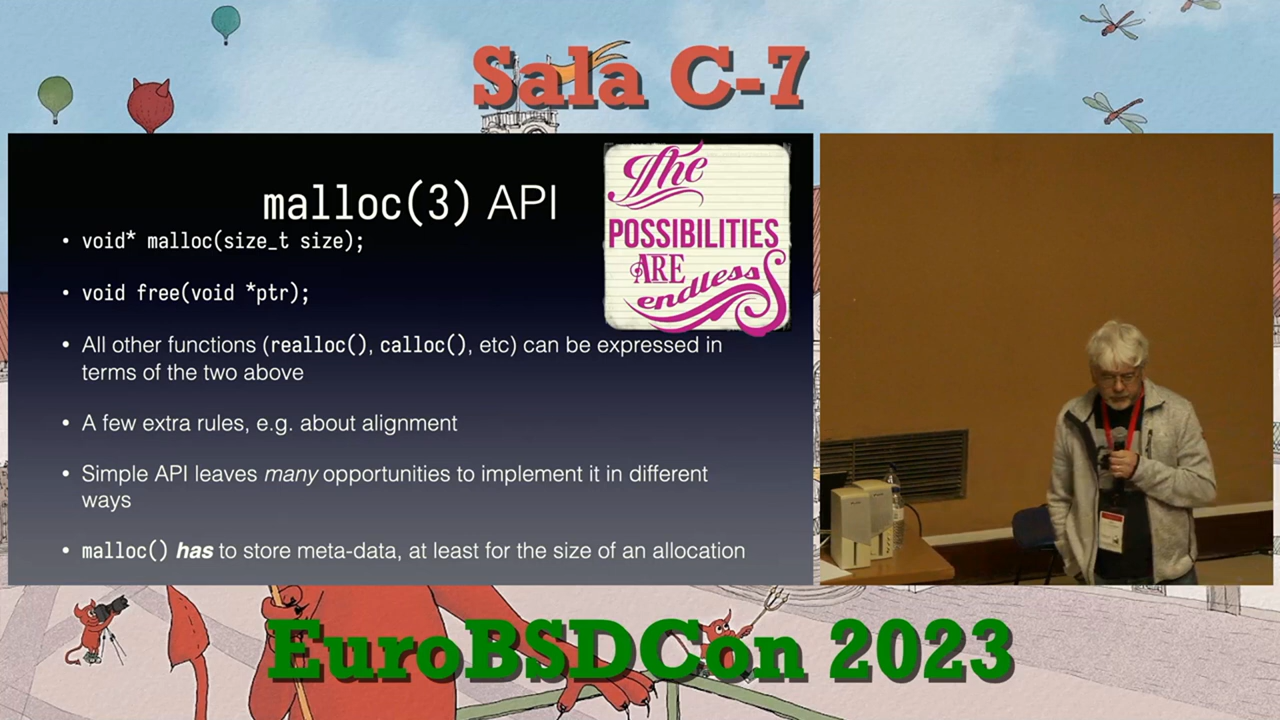 Sala C-7
malloc(3) API
The
POSSIBILITIES
ARE
endless
• void* malloc(size_t size);
• void free(void *ptr);
• All other functions (realloc(), calloc(), etc) can be expressed in
terms of the two above
• A few extra rules, e.g. about alignment
• Simple API leaves many opportunities to implement it in different
ways
• malloc() has to store meta-data, at least for the size of an allocation
EuroBSDCon 2023